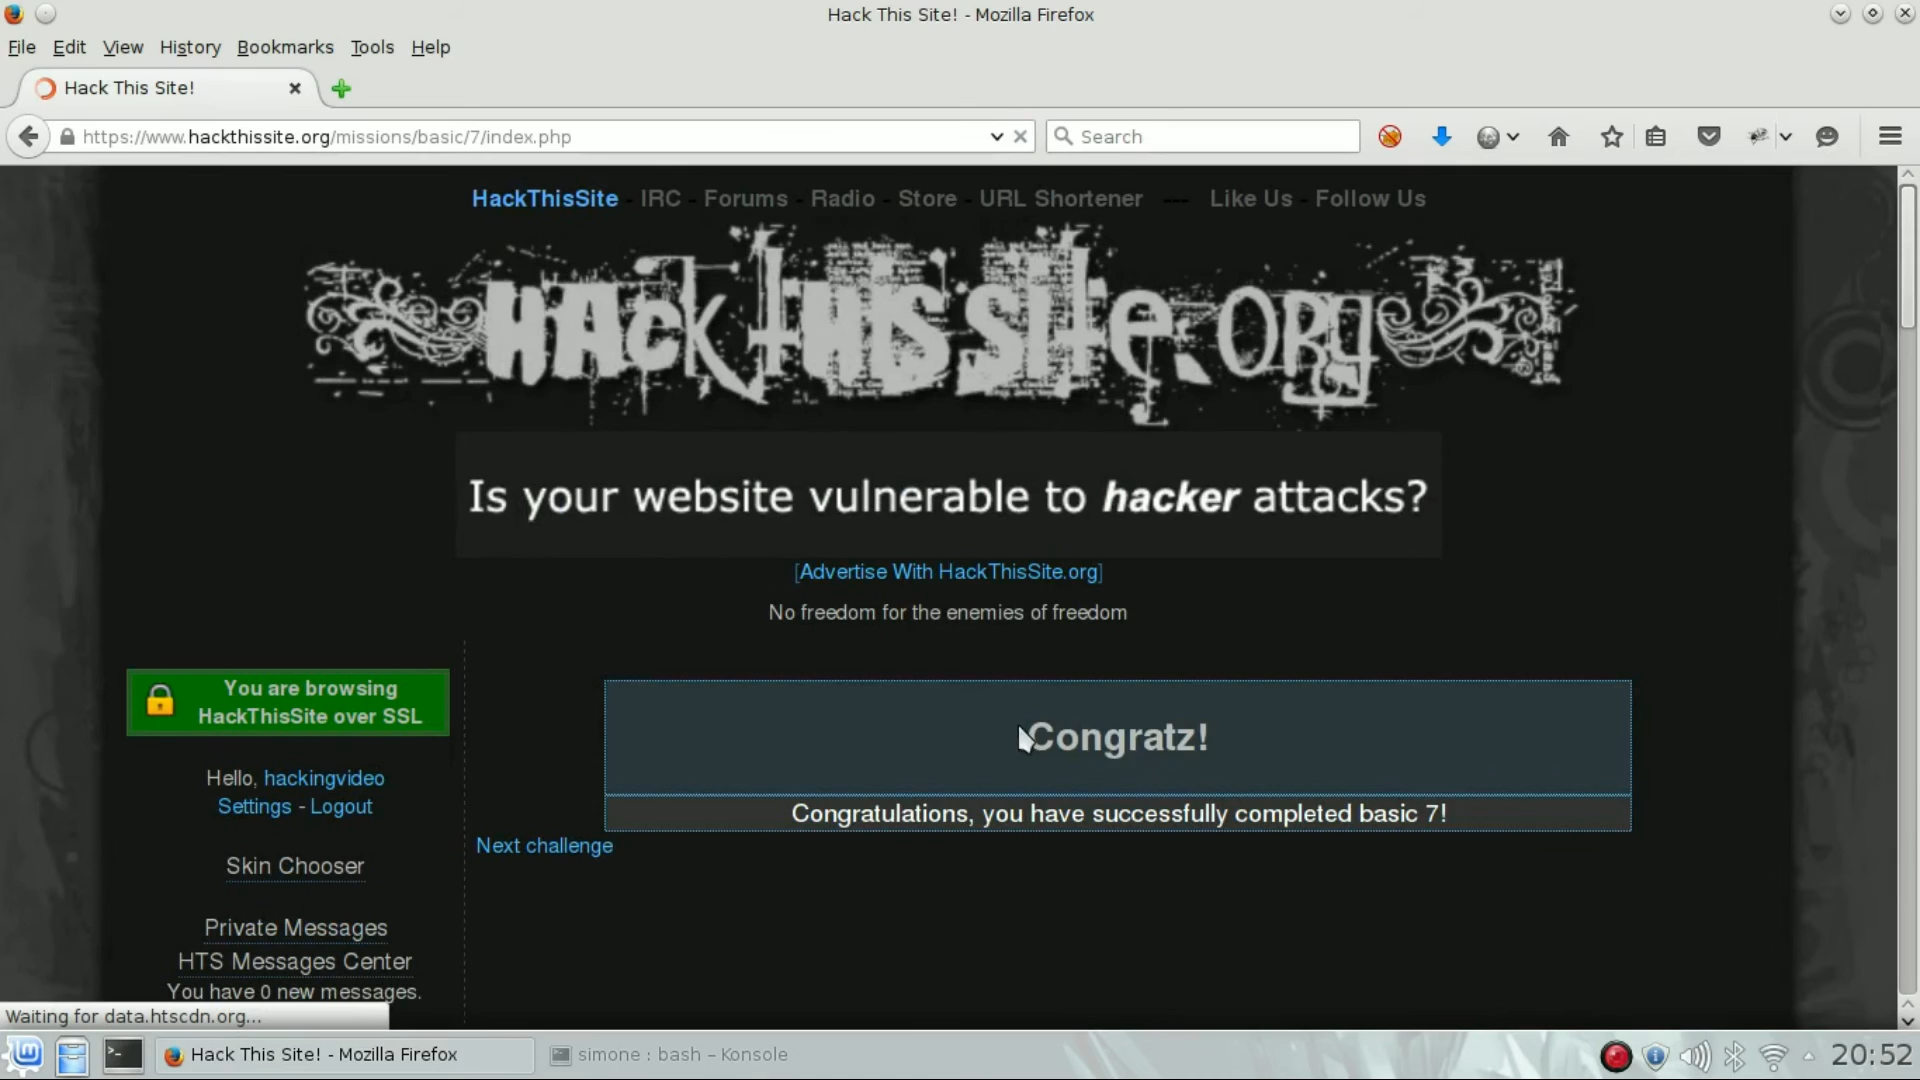 Hack This Site! - Mozilla Firefox
File Edit View History Bookmarks Tools Help
Hack This Site!
https://www.hackthissite.org/missions/basic/7/index.php
Search
HackThisSite - IRC - Forums - Radio - Store - URL Shortener --- Like Us - Follow Us
HackThisSite.org
Is your website vulnerable to hacker attacks?
[Advertise With HackThisSite.org]
No freedom for the enemies of freedom
You are browsing
HackThisSite over SSL
Hello, hackingvideo
Settings - Logout
Skin Chooser
Private Messages
HTS Messages Center
You have 0 new messages.
Congratz!
Congratulations, you have successfully completed basic 7!
Next challenge
Waiting for data.htscdn.org...
Hack This Site! - Mozilla Firefox
simone : bash – Konsole
20:52